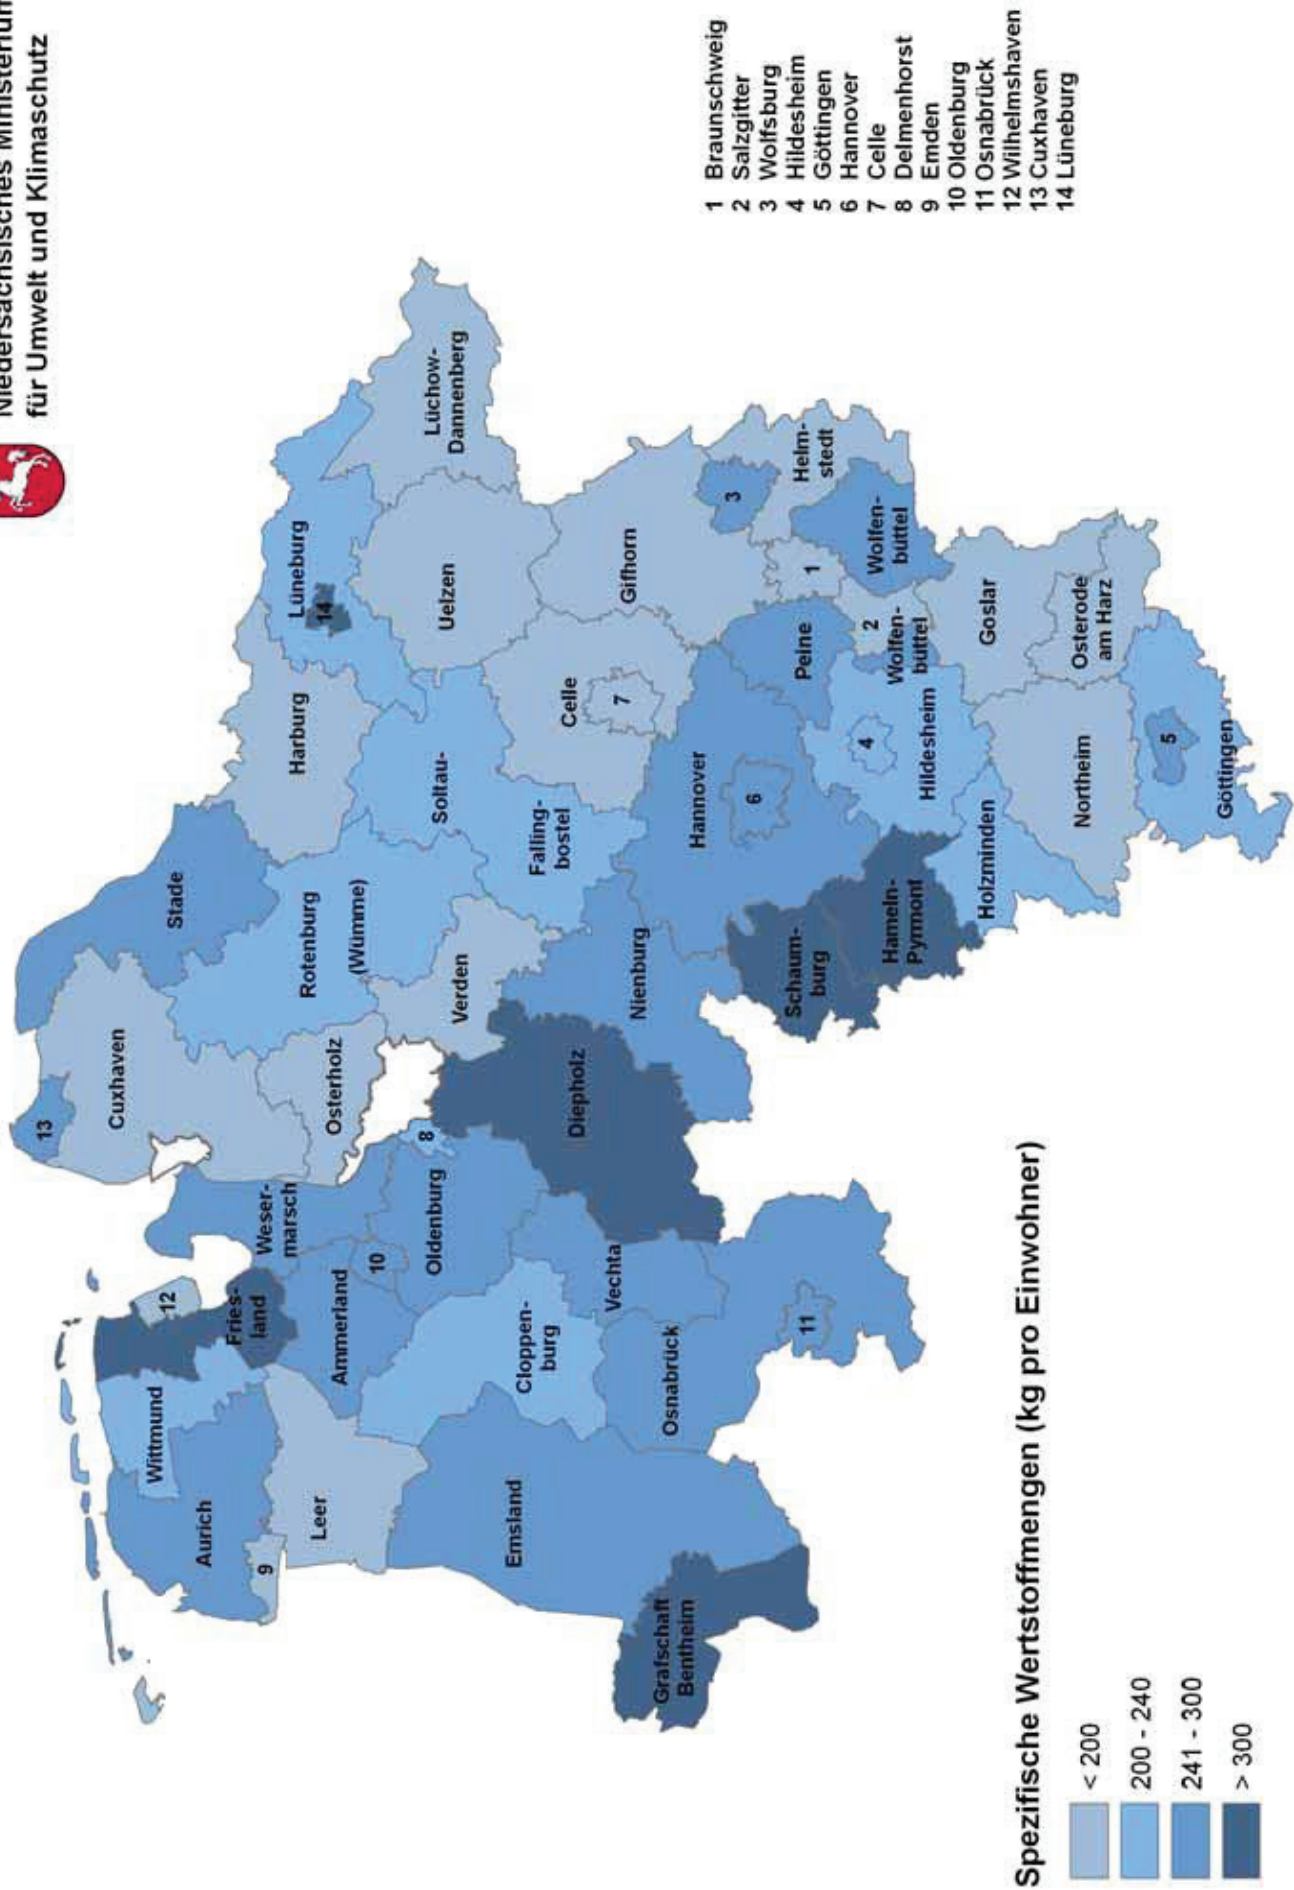 Niedersächsisches Ministerium
für Umwelt und Klimaschutz
13
Cuxhaven
Stade
Osterholz
Rotenburg
(Wümme)
Harburg
Lüneburg
14
Lüchow-
Dannenberg
Uelzen
Soltau-
Falling-
bostel
Verden
Celle
7
Gifhorn
3
Helm-
stedt
1
Wolfen-
büttel
2
Wolfen-
büttel
Peine
Hannover
6
Hildesheim
4
Goslar
Osterode
am Harz
Northeim
5
Göttingen
Holzminden
Hameln-
Pyrmont
Schaum-
burg
Nienburg
Diepholz
8
Oldenburg
10
Weser-
marsch
12
Fries-
land
Ammerland
Wittmund
Aurich
9
Leer
Cloppen-
burg
Vechta
Emsland
Osnabrück
11
Grafschaft
Bentheim
1 Braunschweig
2 Salzgitter
3 Wolfsburg
4 Hildesheim
5 Göttingen
6 Hannover
7 Celle
8 Delmenhorst
9 Emden
10 Oldenburg
11 Osnabrück
12 Wilhelmshaven
13 Cuxhaven
14 Lüneburg
Spezifische Wertstoffmengen (kg pro Einwohner)
< 200
200 - 240
241 - 300
> 300